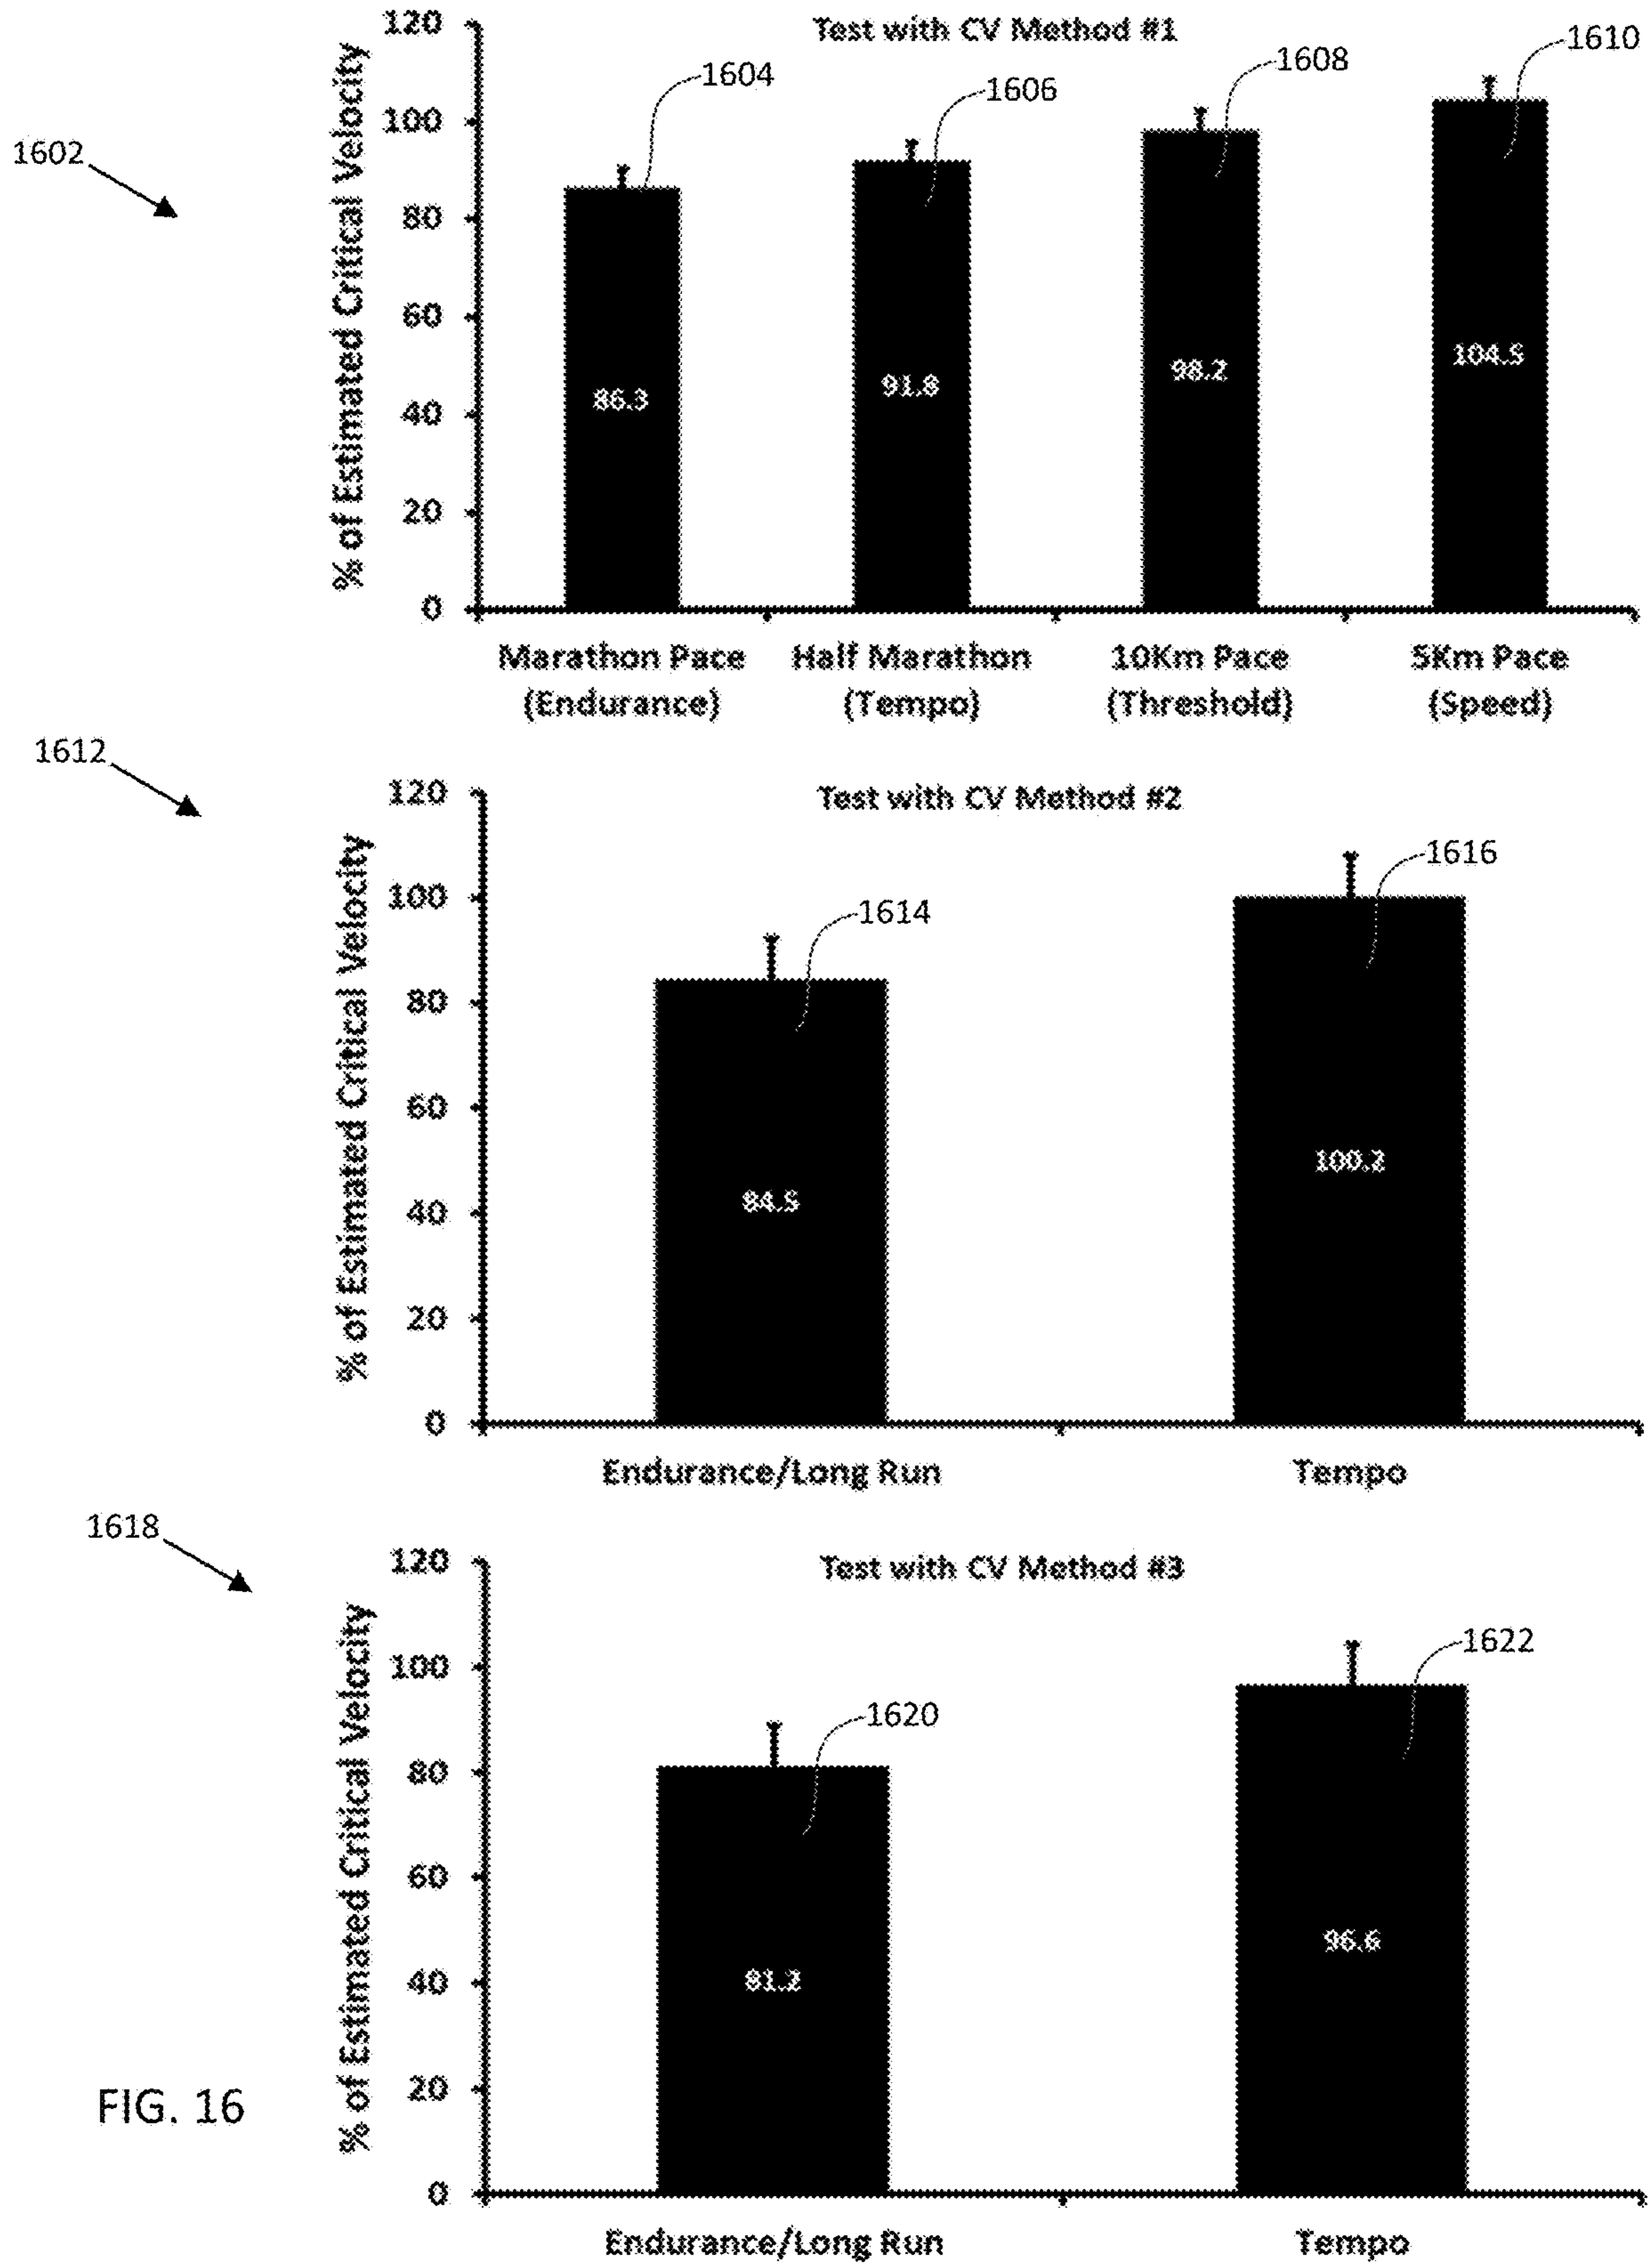 Test with CV Method #1
1602
% of Estimated Critical Velocity
120
100
80
60
40
20
0
1604
1606
1608
1610
86.3
91.8
98.2
104.5
Marathon Pace
(Endurance)
Half Marathon
(Tempo)
10Km Pace
(Threshold)
5Km Pace
(Speed)
1612
Test with CV Method #2
% of Estimated Critical Velocity
120
100
80
60
40
20
0
1614
1616
84.5
100.2
Endurance/Long Run
Tempo
1618
Test with CV Method #3
% of Estimated Critical Velocity
120
100
80
60
40
20
0
1620
1622
81.2
96.6
Endurance/Long Run
Tempo
FIG. 16